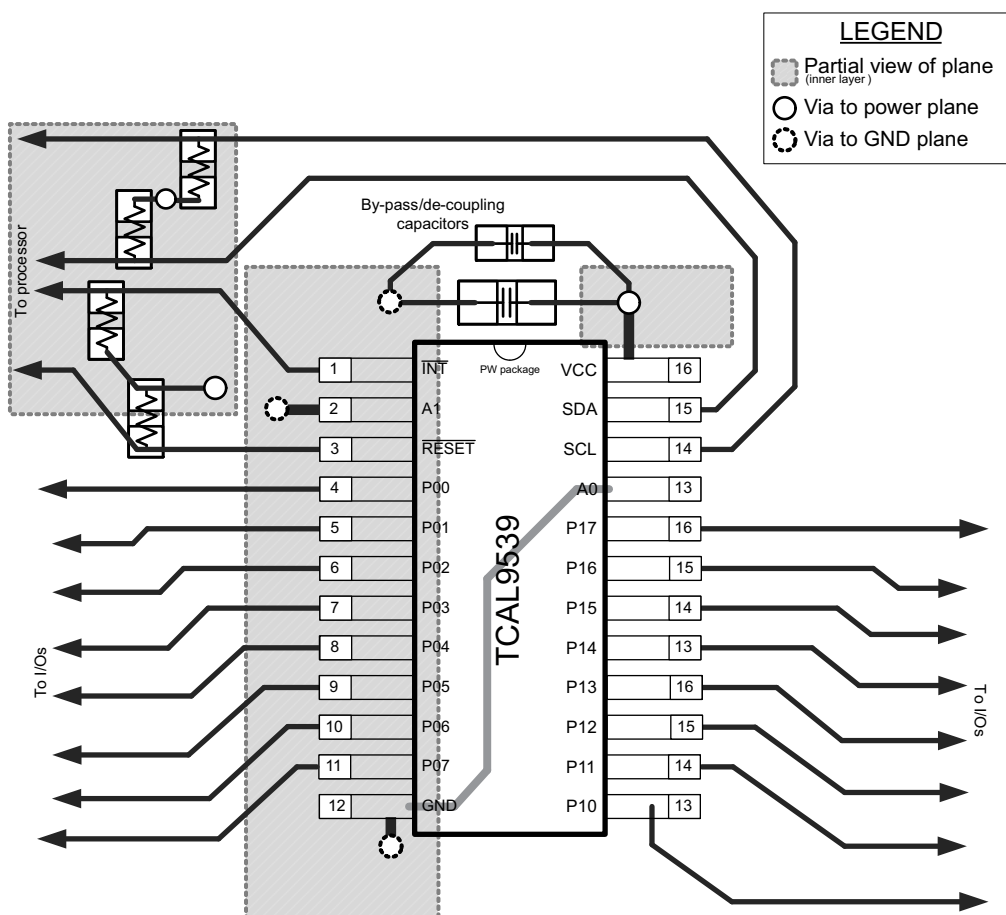 LEGEND
Partial view of plane
(inner layer)
Via to power plane
Via to GND plane
By-pass/de-coupling
capacitors
To processor
PW package
1 INT
2 A1
3 RESET
4 P00
5 P01
6 P02
7 P03
8 P04
9 P05
10 P06
11 P07
12 GND
TCAL9539
VCC 16
SDA 15
SCL 14
A0 13
P17 16
P16 15
P15 14
P14 13
P13 16
P12 15
P11 14
P10 13
To I/Os
To I/Os